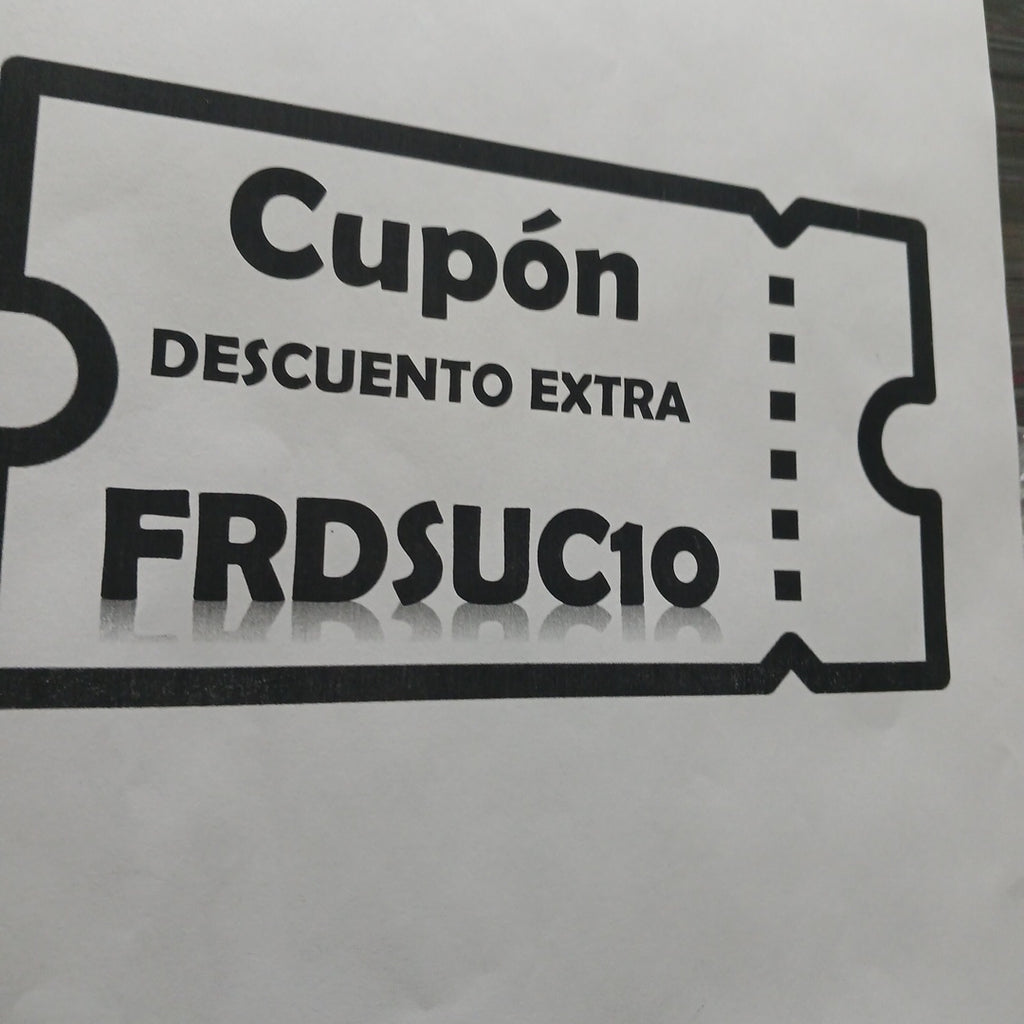 Cupón
DESCUENTO EXTRA
FRDSUC10